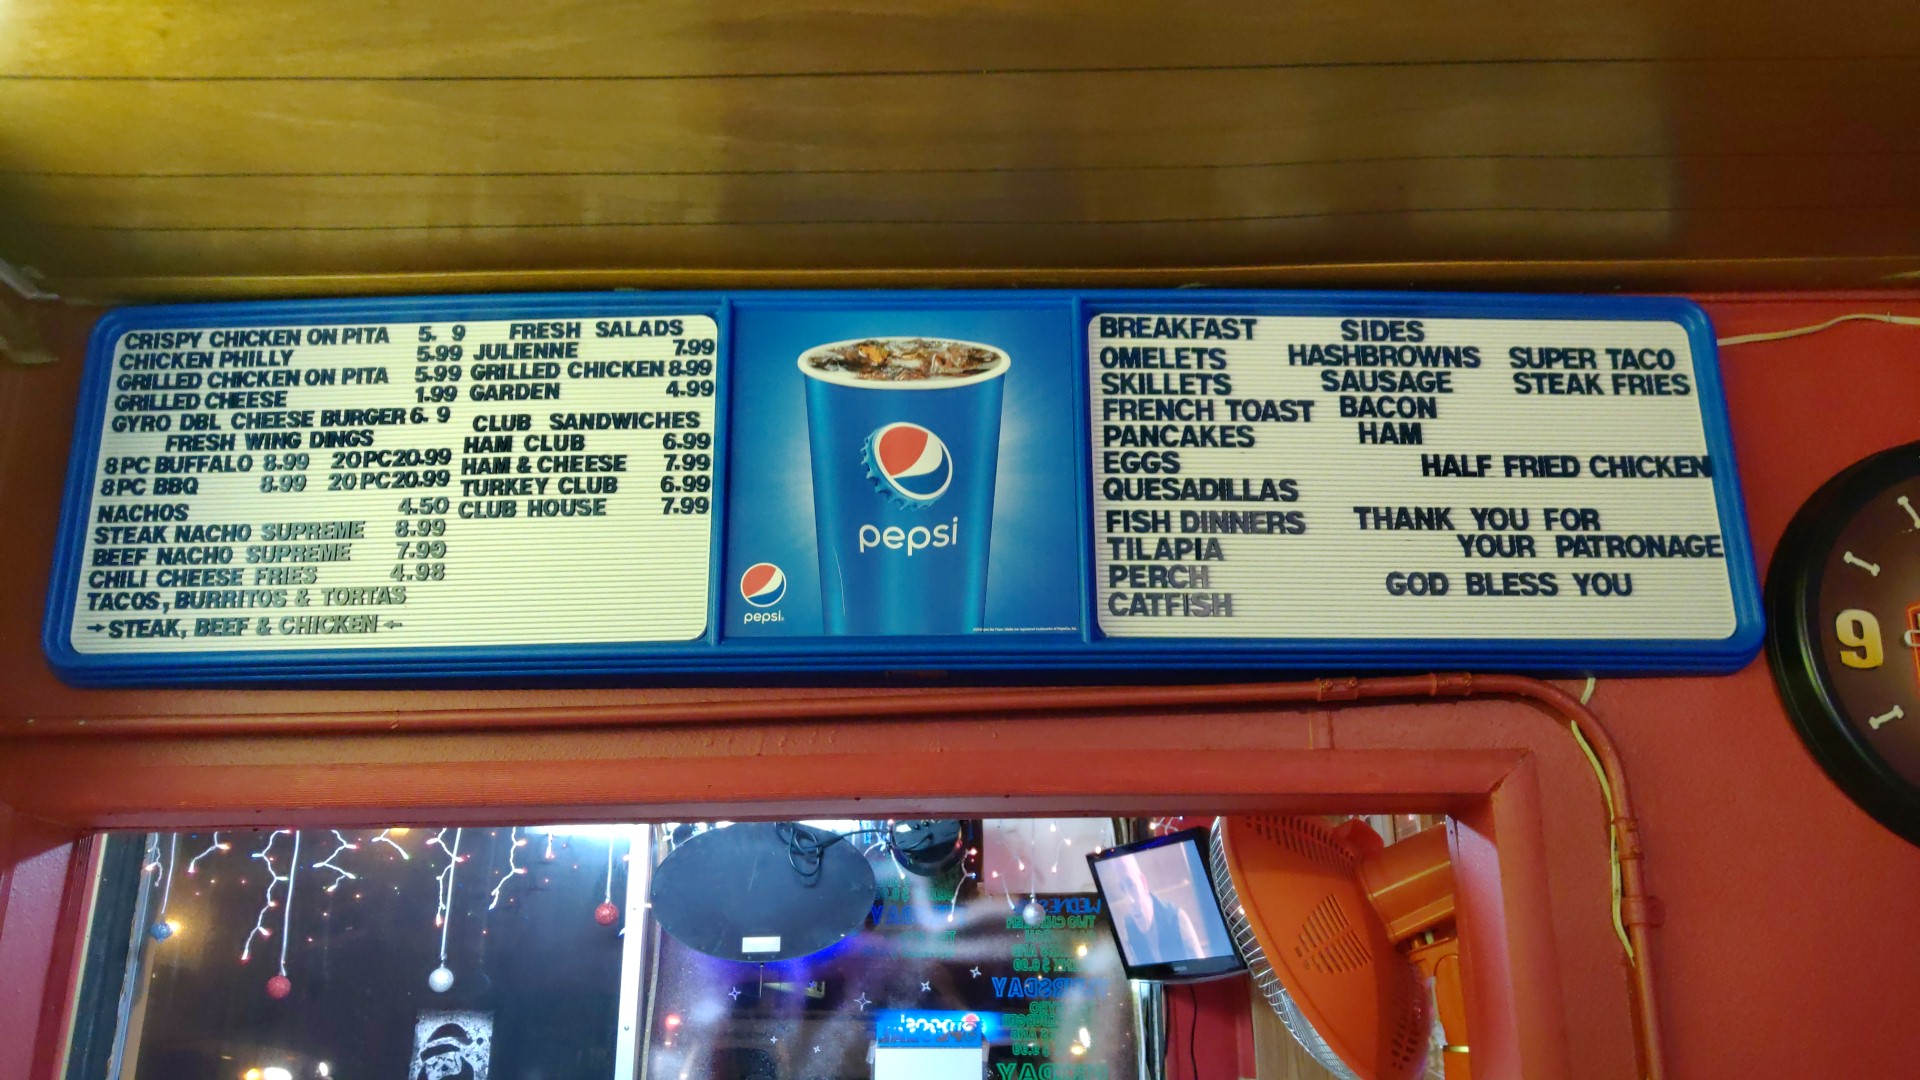 CRISPY CHICKEN ON PITA 5. 9
CHICKEN PHILLY 5.99
GRILLED CHICKEN ON PITA 5.99
GRILLED CHEESE 1.99
GYRO DBL CHEESE BURGER 6. 9
FRESH WING DINGS
8PC BUFFALO 8.99 20PC 20.99
8PC BBQ 8.99 20PC 20.99
NACHOS 4.50
STEAK NACHO SUPREME 8.99
BEEF NACHO SUPREME 7.99
CHILI CHEESE FRIES 4.98
TACOS, BURRITOS & TORTAS
→STEAK, BEEF & CHICKEN←
FRESH SALADS
JULIENNE 7.99
GRILLED CHICKEN 8.99
GARDEN 4.99
CLUB SANDWICHES
HAM CLUB 6.99
HAM & CHEESE 7.99
TURKEY CLUB 6.99
CLUB HOUSE 7.99
pepsi
pepsi
BREAKFAST
OMELETS
SKILLETS
FRENCH TOAST
PANCAKES
EGGS
QUESADILLAS
FISH DINNERS
TILAPIA
PERCH
CATFISH
SIDES
HASHBROWNS
SAUSAGE
BACON
HAM
SUPER TACO
STEAK FRIES
HALF FRIED CHICKEN
THANK YOU FOR
YOUR PATRONAGE
GOD BLESS YOU
9
pepsi